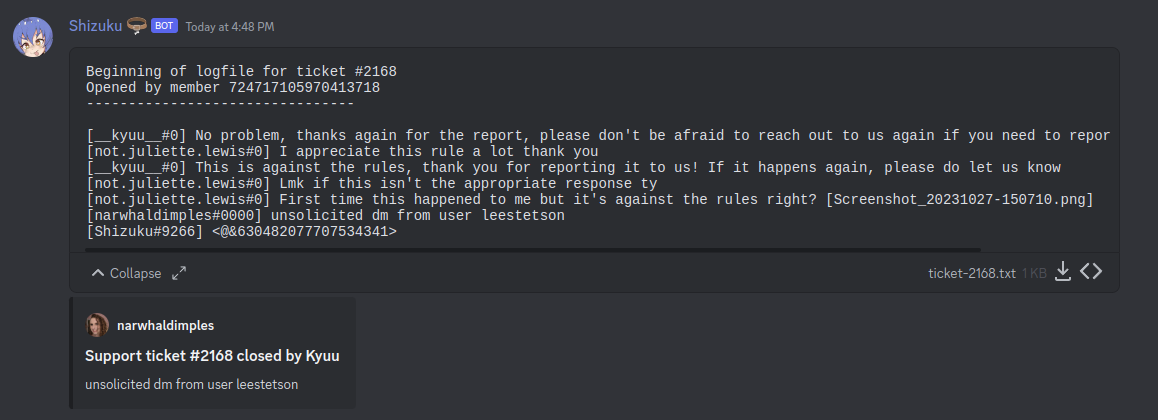 Shizuku BOT Today at 4:48 PM
Beginning of logfile for ticket #2168
Opened by member 724717105970413718
--------------------------------
[__kyuu__#0] No problem, thanks again for the report, please don't be afraid to reach out to us again if you need to repor
[not.juliette.lewis#0] I appreciate this rule a lot thank you
[__kyuu__#0] This is against the rules, thank you for reporting it to us! If it happens again, please do let us know
[not.juliette.lewis#0] Lmk if this isn't the appropriate response ty
[not.juliette.lewis#0] First time this happened to me but it's against the rules right? [Screenshot_20231027-150710.png]
[narwhaldimples#0000] unsolicited dm from user leestetson
[Shizuku#9266] <@&630482077707534341>
Collapse ticket-2168.txt 1 KB
narwhaldimples
Support ticket #2168 closed by Kyuu
unsolicited dm from user leestetson